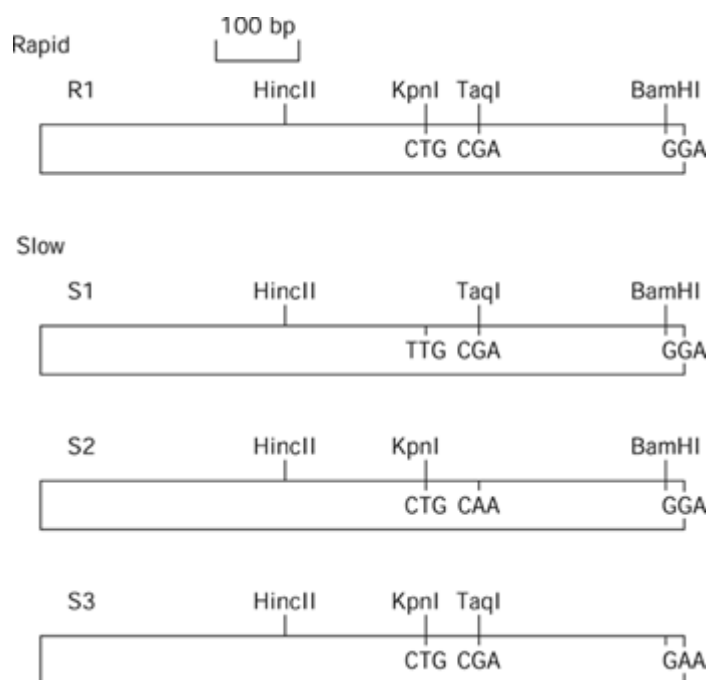 100 bp
Rapid
R1 HincII KpnI TaqI BamHI
CTG CGA GGA
Slow
S1 HincII TaqI BamHI
TTG CGA GGA
S2 HincII KpnI BamHI
CTG CAA GGA
S3 HincII KpnI TaqI
CTG CGA GAA